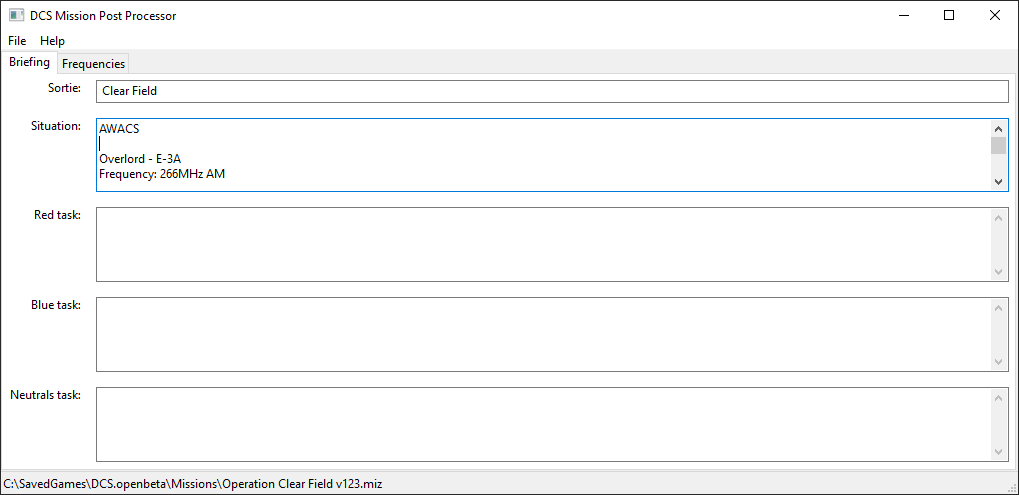 DCS Mission Post Processor
File Help
Briefing Frequencies
Sortie: Clear Field
Situation: AWACS
Overlord - E-3A
Frequency: 266MHz AM
Red task:
Blue task:
Neutrals task:
C:\SavedGames\DCS.openbeta\Missions\Operation Clear Field v123.miz